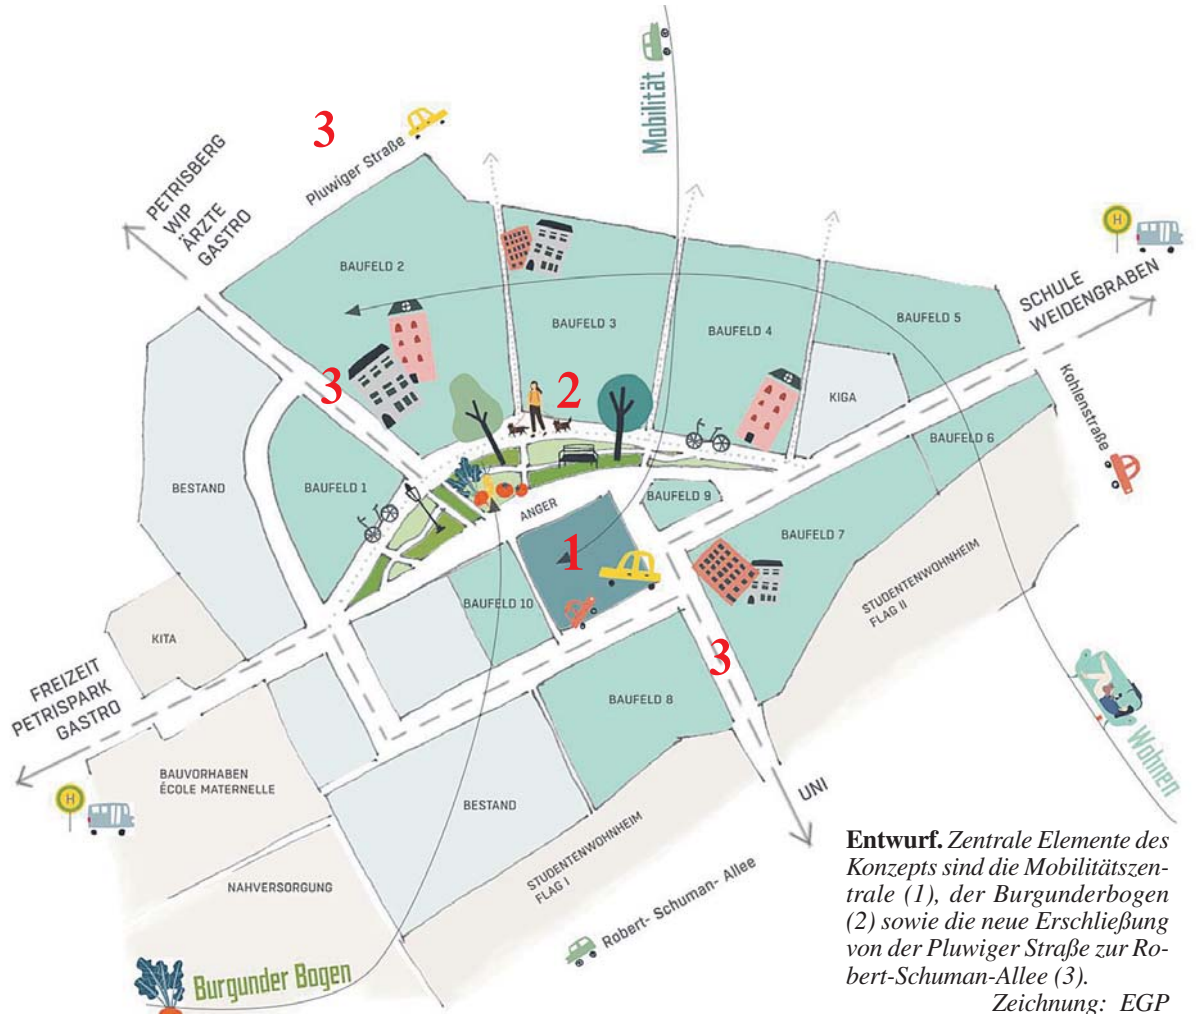 Mobilität
3
Pluwiger Straße
PETRISBERG
WIP
ÄRZTE
GASTRO
H
BAUFELD 2
SCHULE
WEIDENGRABEN
BAUFELD 3
BAUFELD 4
BAUFELD 5
3
2
KIGA
Kohlenstraße
BAUFELD 6
BESTAND
BAUFELD 1
ANGER
BAUFELD 9
1
BAUFELD 7
STUDENTENWOHNHEIM
FLAG II
BAUFELD 10
KITA
3
FREIZEIT
PETRISPARK
GASTRO
BAUFELD 8
Wohnen
BAUVORHABEN
ÉCOLE MATERNELLE
H
BESTAND
UNI
NAHVERSORGUNG
STUDENTENWOHNHEIM
FLAG I
Robert- Schuman- Allee
Burgunder Bogen
Entwurf. Zentrale Elemente des
Konzepts sind die Mobilitätszen-
trale (1), der Burgunderbogen
(2) sowie die neue Erschließung
von der Pluwiger Straße zur Ro-
bert-Schuman-Allee (3).
Zeichnung: EGP